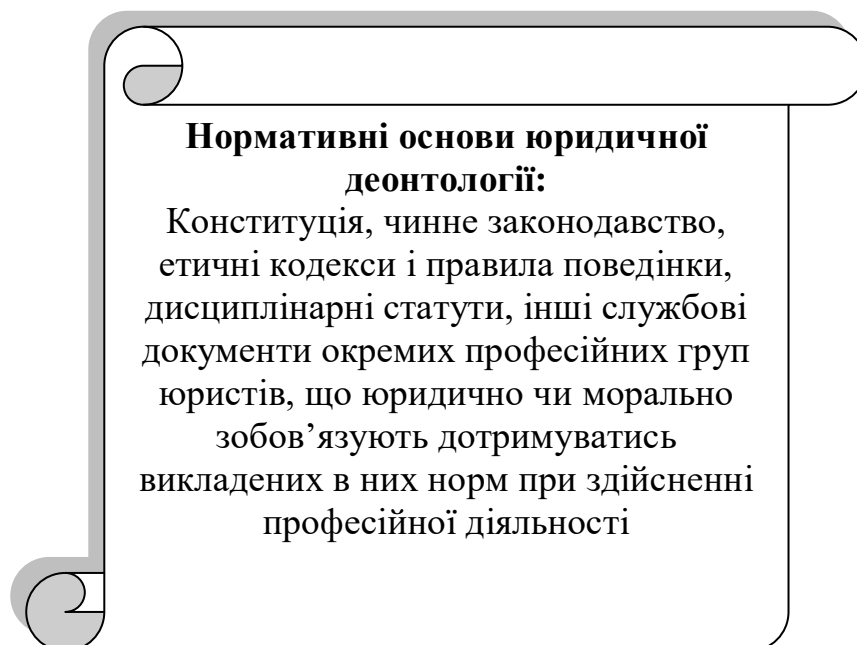 Нормативні основи юридичної
деонтології:
Конституція, чинне законодавство,
етичні кодекси і правила поведінки,
дисциплінарні статути, інші службові
документи окремих професійних груп
юристів, що юридично чи морально
зобов’язують дотримуватись
викладених в них норм при здійсненні
професійної діяльності